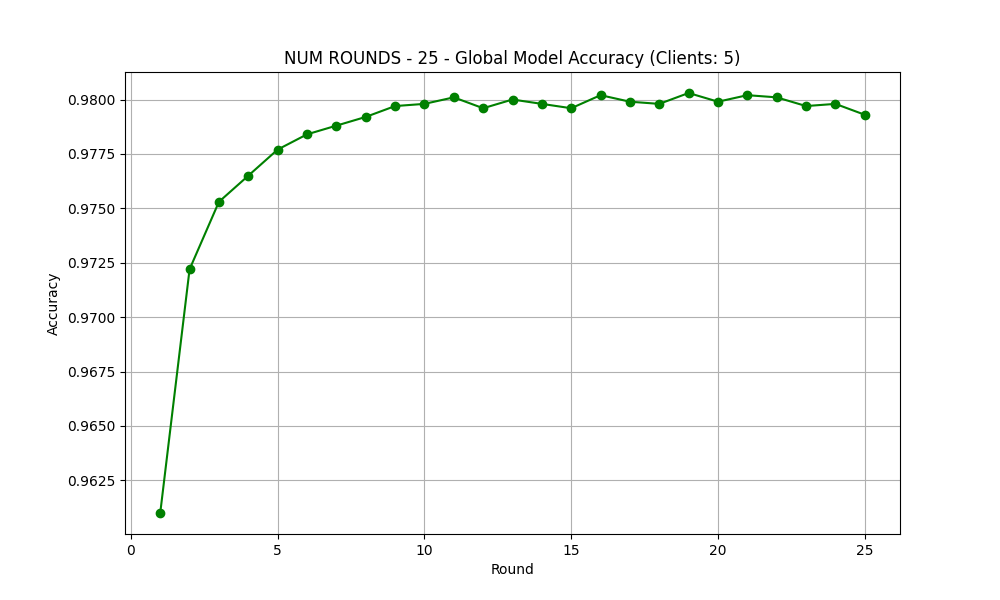 NUM ROUNDS - 25 - Global Model Accuracy (Clients: 5)
0.9800
0.9775
0.9750
0.9725
0.9700
0.9675
0.9650
0.9625
Accuracy
0 5 10 15 20 25
Round